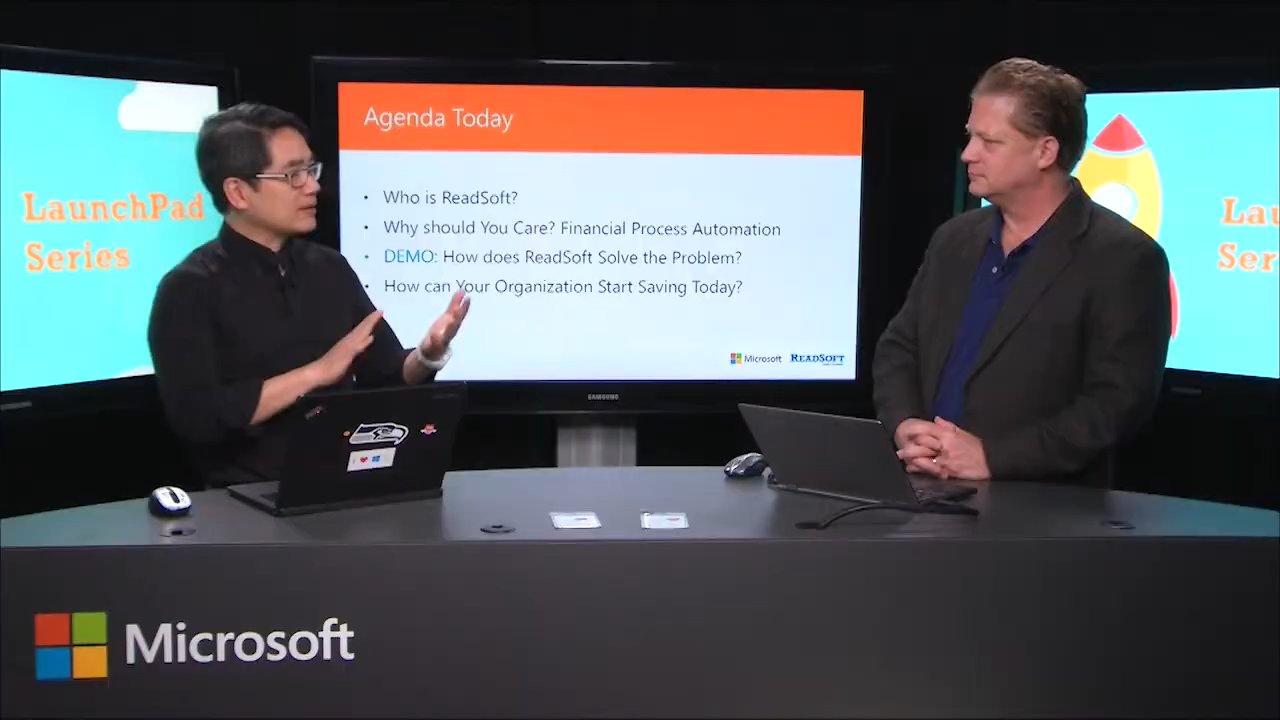 LaunchPad
Series
Agenda Today
• Who is ReadSoft?
• Why should You Care? Financial Process Automation
• DEMO: How does ReadSoft Solve the Problem?
• How can Your Organization Start Saving Today?
Microsoft
READSOFT
SAMSUNG
Lau
Ser
Microsoft